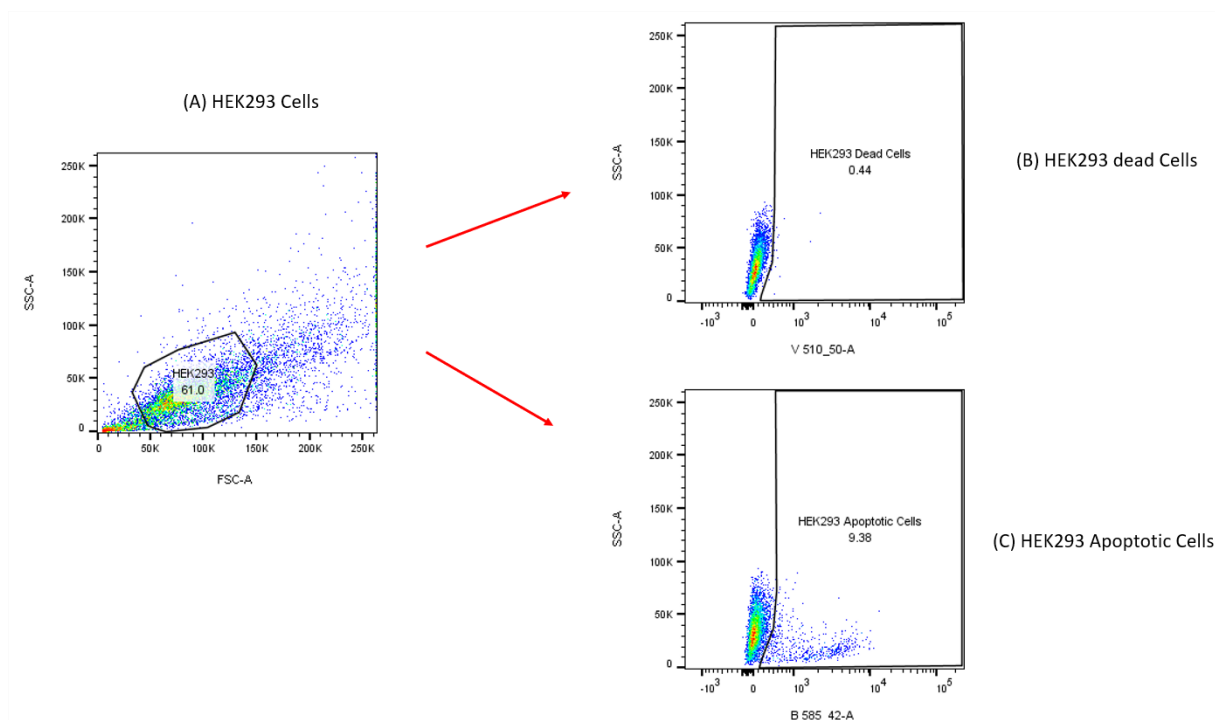 (A) HEK293 Cells
SSC-A
250K
200K
150K
100K
50K
0
HEK293
61.0
0
50K
100K
150K
200K
250K
FSC-A
SSC-A
250K
200K
150K
100K
50K
0
HEK293 Dead Cells
0.44
-10³
0
10³
10⁴
10⁵
V 510_50-A
(B) HEK293 dead Cells
SSC-A
250K
200K
150K
100K
50K
0
HEK293 Apoptotic Cells
9.38
-10³
0
10³
10⁴
10⁵
B 585_42-A
(C) HEK293 Apoptotic Cells